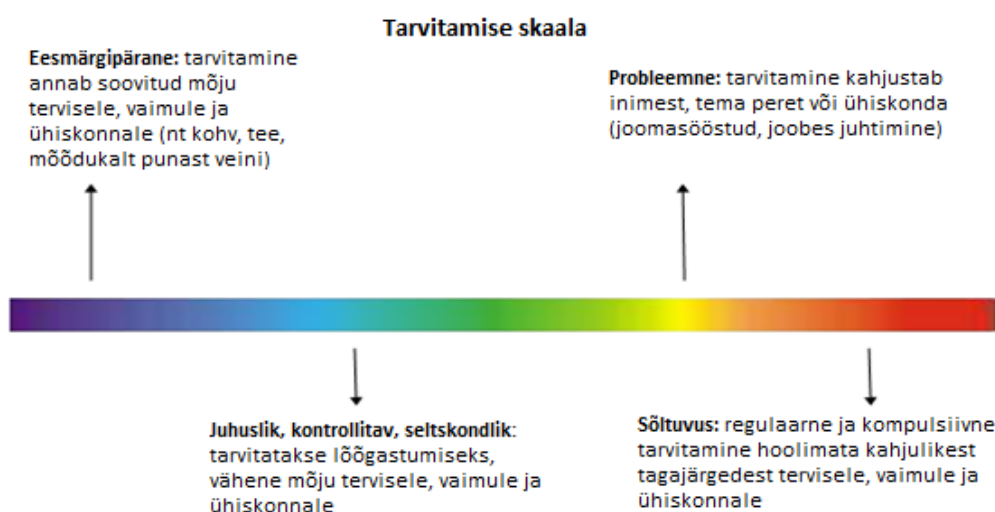 Tarvitamise skaala
Eesmärgipärane: tarvitamine
annab soovitud mõju
tervisele, vaimule ja
ühiskonnale (nt kohv, tee,
mõõdukalt punast veini)
Probleemne: tarvitamine kahjustab
inimest, tema peret või ühiskonda
(joomasööstud, joobes juhtimine)
Juhuslik, kontrollitav, seltskondlik:
tarvitatakse lõõgastumiseks,
vähene mõju tervisele, vaimule ja
ühiskonnale
Sõltuvus: regulaarne ja kompulsiivne
tarvitamine hoolimata kahjulikest
tagajärgedest tervisele, vaimule ja
ühiskonnale